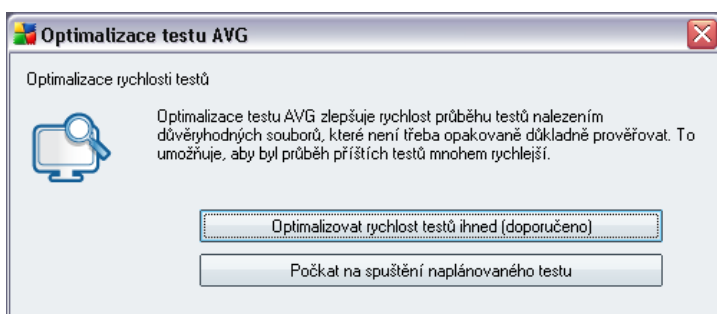 Optimalizace testu AVG
Optimalizace rychlosti testů
Optimalizace testu AVG zlepšuje rychlost průběhu testů nalezením
důvěryhodných souborů, které není třeba opakovaně důkladně prověřovat. To
umožňuje, aby byl průběh příštích testů mnohem rychlejší.
Optimalizovat rychlost testů ihned (doporučeno)
Počkat na spuštění naplánovaného testu